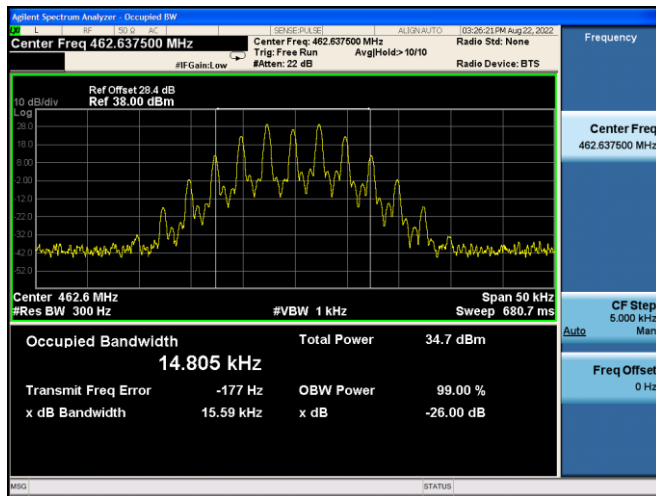 Agilent Spectrum Analyzer - Occupied BW
L RF 50 Ω AC SENSE:PULSE ALIGN AUTO 03:26:21 PM Aug 22, 2022
Center Freq 462.637500 MHz
Center Freq: 462.637500 MHz
Radio Std: None
Trig: Free Run Avg|Hold:> 10/10
#IFGain:Low #Atten: 22 dB Radio Device: BTS
Ref Offset 28.4 dB
10 dB/div Ref 38.00 dBm
Log
28.0
18.0
8.00
-2.00
-12.0
-22.0
-32.0
-42.0
-52.0
Center 462.6 MHz Span 50 kHz
#Res BW 300 Hz #VBW 1 kHz Sweep 680.7 ms
Occupied Bandwidth Total Power 34.7 dBm
14.805 kHz
Transmit Freq Error -177 Hz OBW Power 99.00 %
x dB Bandwidth 15.59 kHz x dB -26.00 dB
MSG STATUS
Frequency
Center Freq
462.637500 MHz
CF Step
5.000 kHz
Auto Man
Freq Offset
0 Hz